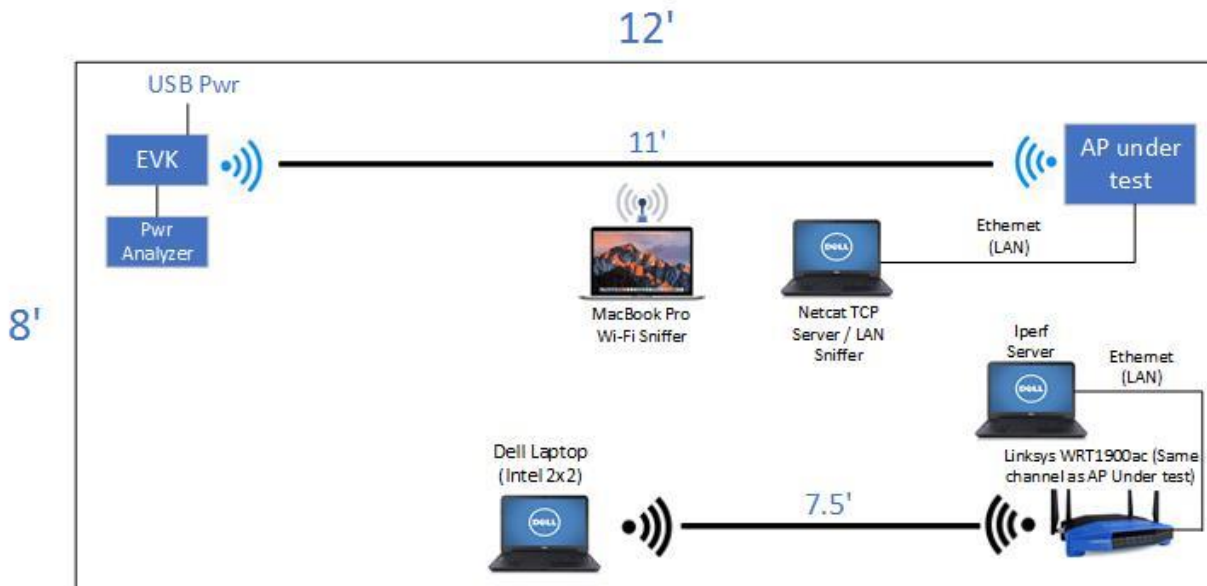 12'
USB Pwr
EVK
11'
AP under
test
Pwr
Analyzer
Ethernet
(LAN)
DELL
MacBook Pro
Wi-Fi Sniffer
Netcat TCP
Server / LAN
Sniffer
8'
Iperf
Server
Ethernet
(LAN)
DELL
Dell Laptop
(Intel 2x2)
Linksys WRT1900ac (Same
channel as AP Under test)
7.5'
DELL